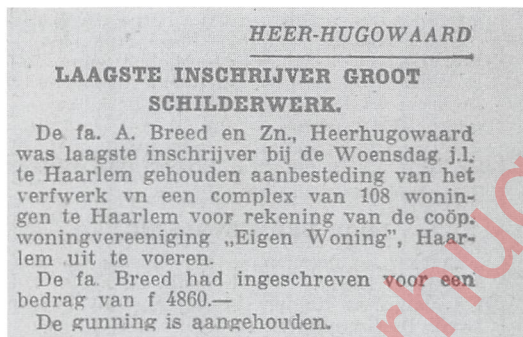 HEER-HUGOWAARD
LAAGSTE INSCHRIJVER GROOT
SCHILDERWERK.
De fa. A. Breed en Zn., Heerhugowaard
was laagste inschrijver bij de Woensdag j.l.
te Haarlem gehouden aanbesteding van het
verfwerk vn een complex van 108 wonin-
gen te Haarlem voor rekening van de coöp.
woningvereeniging „Eigen Woning”, Haar-
lem uit te voeren.
De fa. Breed had ingeschreven voor een
bedrag van f 4860.—
De gunning is aangehouden.